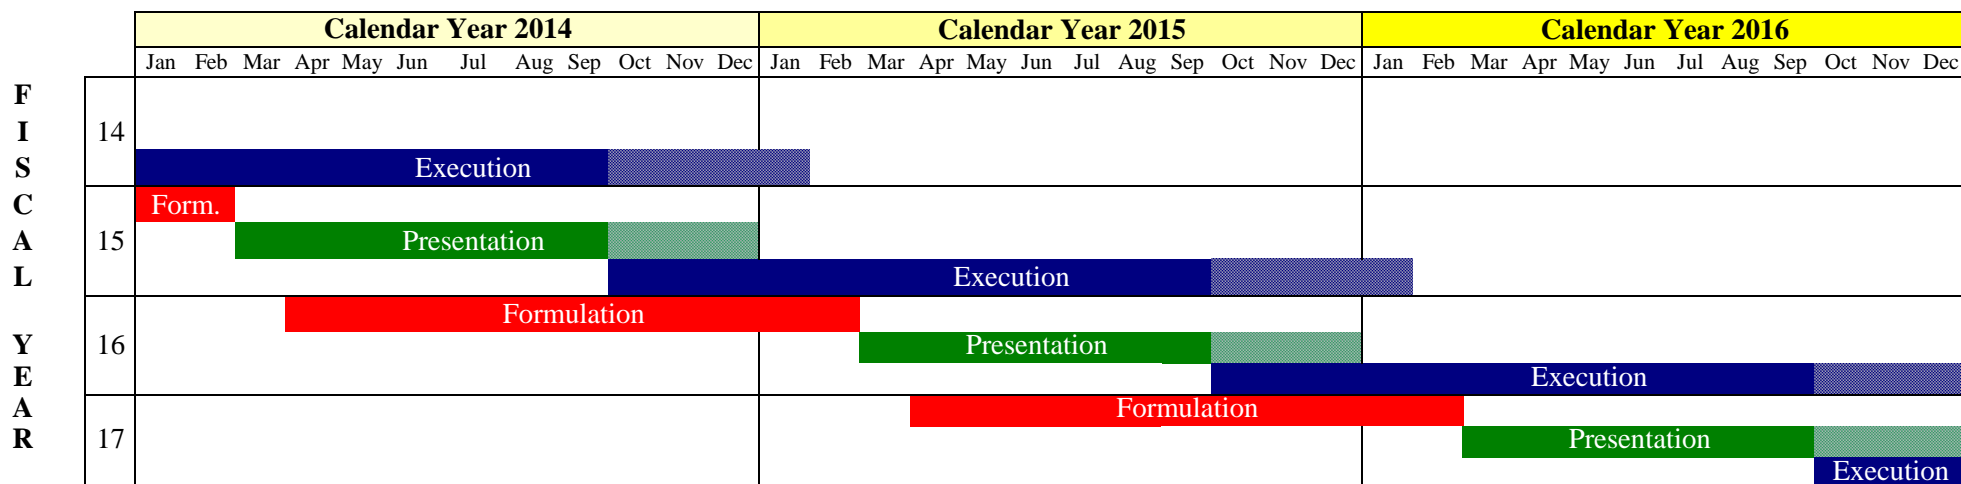 Calendar Year 2014 Calendar Year 2015 Calendar Year 2016
Jan Feb Mar Apr May Jun Jul Aug Sep Oct Nov Dec Jan Feb Mar Apr May Jun Jul Aug Sep Oct Nov Dec Jan Feb Mar Apr May Jun Jul Aug Sep Oct Nov Dec
FISCAL YEAR
14
Execution
Form.
15 Presentation
Execution
Formulation
16 Presentation
Execution
Formulation
17 Presentation
Execution